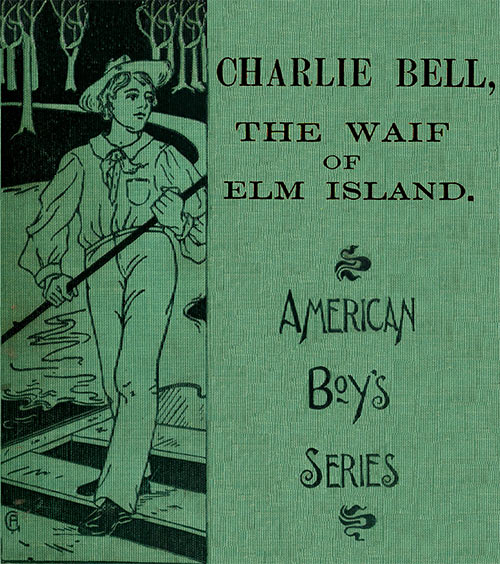 CHARLIE BELL,
THE WAIF
OF
ELM ISLAND.
AMERICAN
BOY'S
SERIES